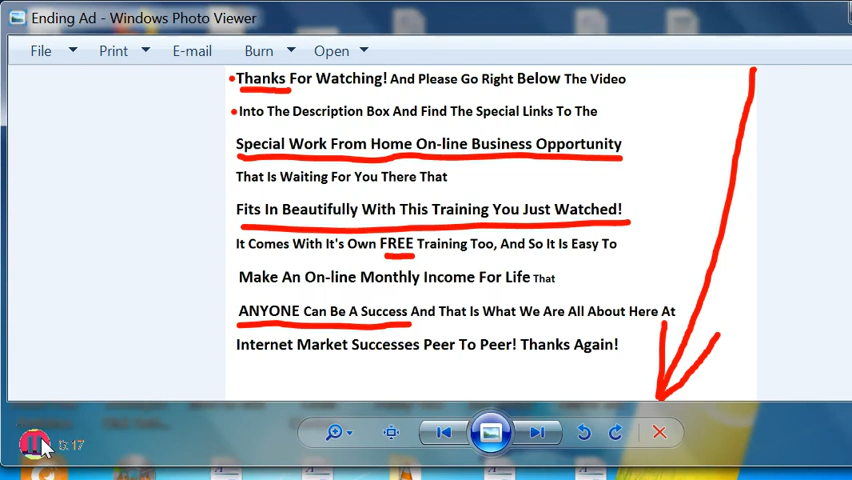 Ending Ad - Windows Photo Viewer
File Print E-mail Burn Open
Thanks For Watching! And Please Go Right Below The Video
Into The Description Box And Find The Special Links To The
Special Work From Home On-line Business Opportunity
That Is Waiting For You There That
Fits In Beautifully With This Training You Just Watched!
It Comes With It's Own FREE Training Too, And So It Is Easy To
Make An On-line Monthly Income For Life That
ANYONE Can Be A Success And That Is What We Are All About Here At
Internet Market Successes Peer To Peer! Thanks Again!